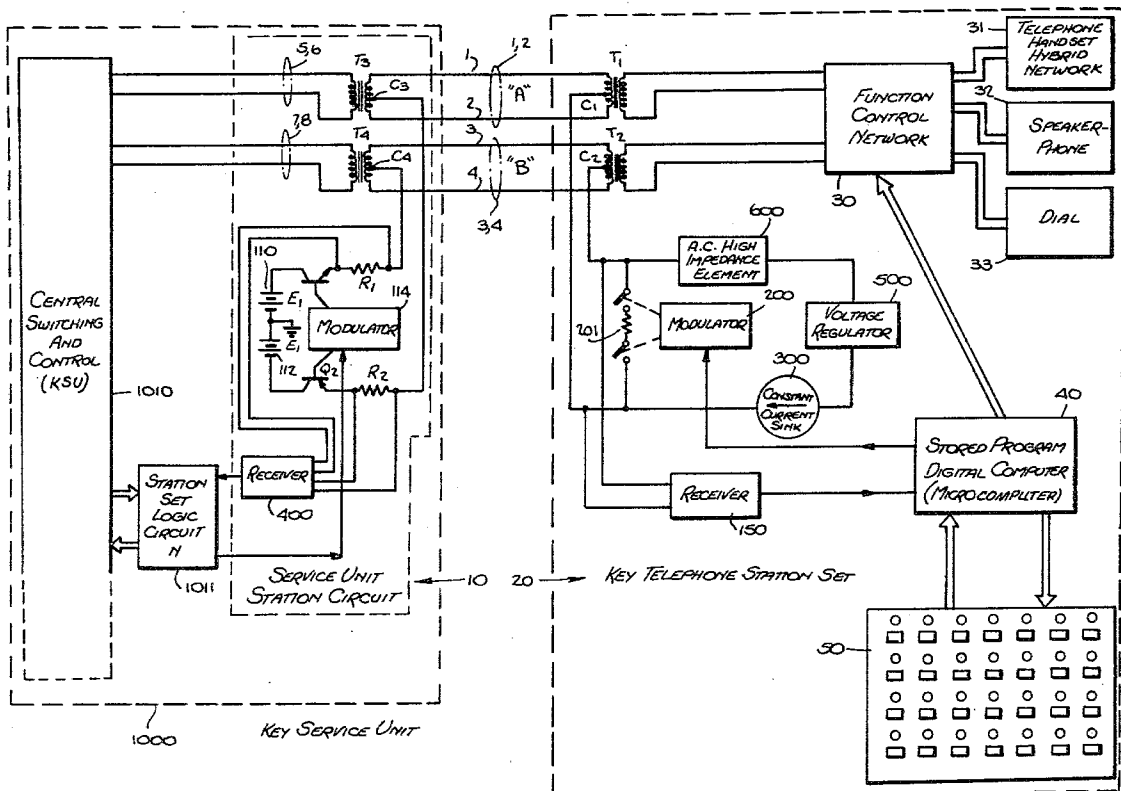 5,6
T3
C3
1
2
1,2
"A"
T1
C1
7,8
T4
C4
3
4
3,4
"B"
T2
C2
FUNCTION
CONTROL
NETWORK
30
31
TELEPHONE
HANDSET
HYBRID
NETWORK
32
SPEAKER-
PHONE
DIAL
33
CENTRAL
SWITCHING
AND
CONTROL
(KSU)
1010
110
E1
E1
112
R1
114
MODULATOR
Q2
R2
RECEIVER
400
STATION
SET
LOGIC
CIRCUIT
N
1011
SERVICE UNIT
STATION CIRCUIT
10
20
KEY TELEPHONE STATION SET
600
A.C. HIGH
IMPEDANCE
ELEMENT
500
VOLTAGE
REGULATOR
201
MODULATOR
200
300
CONSTANT
CURRENT
SINK
RECEIVER
150
40
STORED PROGRAM
DIGITAL COMPUTER
(MICROCOMPUTER)
50
1000
KEY SERVICE UNIT